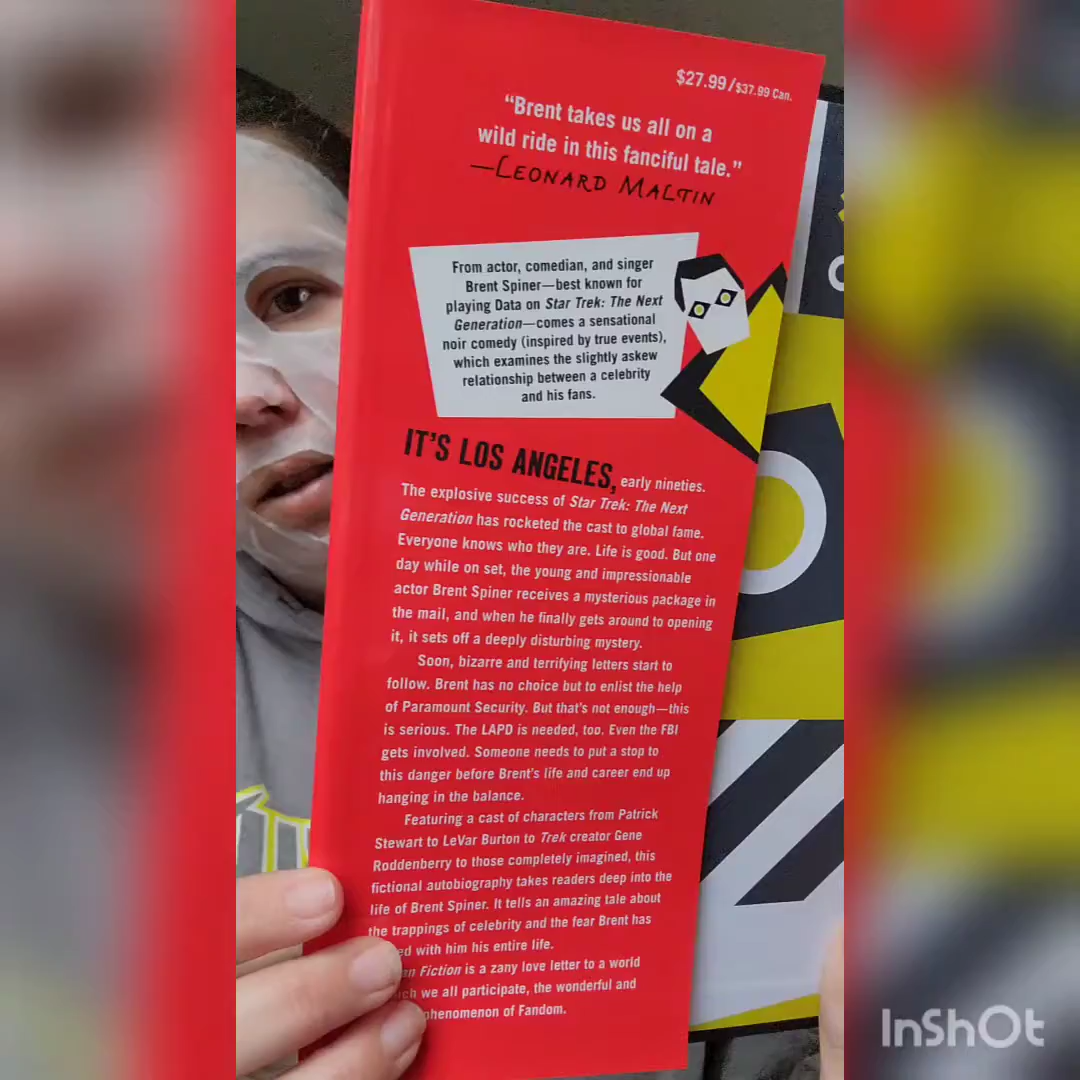 $27.99/$37.99 Can.
“Brent takes us all on a
wild ride in this fanciful tale.”
—LEONARD MALTIN
From actor, comedian, and singer
Brent Spiner—best known for
playing Data on Star Trek: The Next
Generation—comes a sensational
noir comedy (inspired by true events),
which examines the slightly askew
relationship between a celebrity
and his fans.
IT’S LOS ANGELES, early nineties.
The explosive success of Star Trek: The Next
Generation has rocketed the cast to global fame.
Everyone knows who they are. Life is good. But one
day while on set, the young and impressionable
actor Brent Spiner receives a mysterious package in
the mail, and when he finally gets around to opening
it, it sets off a deeply disturbing mystery.
Soon, bizarre and terrifying letters start to
follow. Brent has no choice but to enlist the help
of Paramount Security. But that’s not enough—this
is serious. The LAPD is needed, too. Even the FBI
gets involved. Someone needs to put a stop to
this danger before Brent’s life and career end up
hanging in the balance.
Featuring a cast of characters from Patrick
Stewart to LeVar Burton to Trek creator Gene
Roddenberry to those completely imagined, this
fictional autobiography takes readers deep into the
life of Brent Spiner. It tells an amazing tale about
the trappings of celebrity and the fear Brent has
with him his entire life.
Fiction is a zany love letter to a world
we all participate, the wonderful and
phenomenon of Fandom.
InShOt